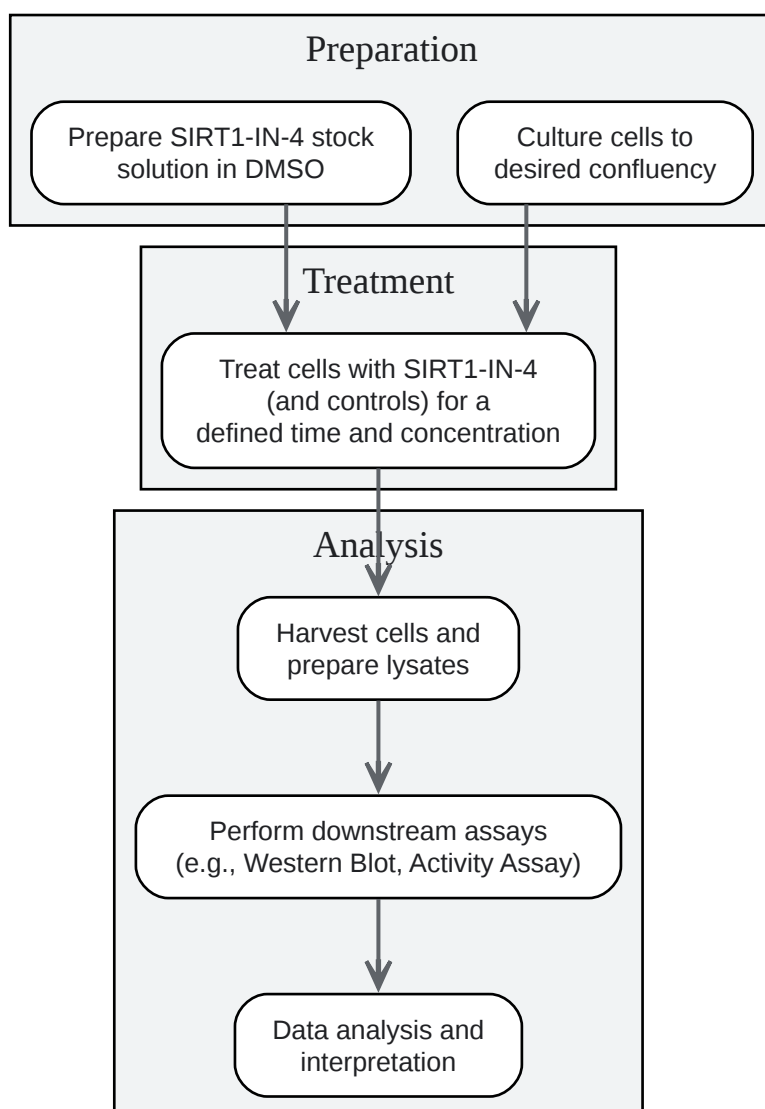 Preparation
Prepare SIRT1-IN-4 stock
solution in DMSO
Culture cells to
desired confluency
Treatment
Treat cells with SIRT1-IN-4
(and controls) for a
defined time and concentration
Analysis
Harvest cells and
prepare lysates
Perform downstream assays
(e.g., Western Blot, Activity Assay)
Data analysis and
interpretation